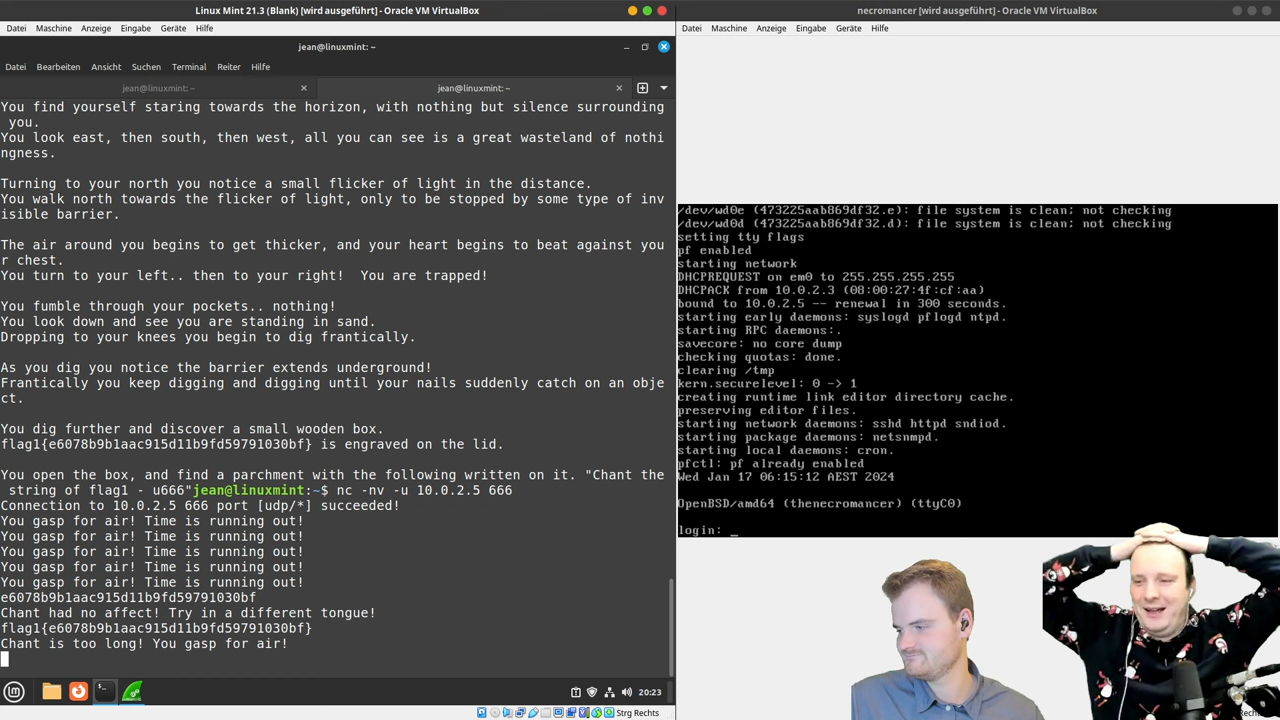 Linux Mint 21.3 (Blank) [wird ausgeführt] - Oracle VM VirtualBox
Datei Maschine Anzeige Eingabe Geräte Hilfe
jean@linuxmint: ~
Datei Bearbeiten Ansicht Suchen Terminal Reiter Hilfe
jean@linuxmint: ~
jean@linuxmint: ~
You find yourself staring towards the horizon, with nothing but silence surrounding
you.
You look east, then south, then west, all you can see is a great wasteland of nothi
ngness.
Turning to your north you notice a small flicker of light in the distance.
You walk north towards the flicker of light, only to be stopped by some type of inv
isible barrier.
The air around you begins to get thicker, and your heart begins to beat against you
r chest.
You turn to your left.. then to your right!  You are trapped!
You fumble through your pockets.. nothing!
You look down and see you are standing in sand.
Dropping to your knees you begin to dig frantically.
As you dig you notice the barrier extends underground!
Frantically you keep digging and digging until your nails suddenly catch on an obje
ct.
You dig further and discover a small wooden box.
flag1{e6078b9b1aac915d11b9fd59791030bf} is engraved on the lid.
You open the box, and find a parchment with the following written on it. "Chant the
string of flag1 - u666"jean@linuxmint:~$ nc -nv -u 10.0.2.5 666
Connection to 10.0.2.5 666 port [udp/*] succeeded!
You gasp for air! Time is running out!
You gasp for air! Time is running out!
You gasp for air! Time is running out!
You gasp for air! Time is running out!
You gasp for air! Time is running out!
e6078b9b1aac915d11b9fd59791030bf
Chant had no affect! Try in a different tongue!
flag1{e6078b9b1aac915d11b9fd59791030bf}
Chant is too long! You gasp for air!
20:23
Strg Rechts
necromancer [wird ausgeführt] - Oracle VM VirtualBox
Datei Maschine Anzeige Eingabe Geräte Hilfe
/dev/wd0e (473225aab869df32.e): file system is clean; not checking
/dev/wd0d (473225aab869df32.d): file system is clean; not checking
setting tty flags
pf enabled
starting network
DHCPREQUEST on em0 to 255.255.255.255
DHCPACK from 10.0.2.3 (08:00:27:4f:cf:aa)
bound to 10.0.2.5 -- renewal in 300 seconds.
starting early daemons: syslogd pflogd ntpd.
starting RPC daemons:.
savecore: no core dump
checking quotas: done.
clearing /tmp
kern.securelevel: 0 -> 1
creating runtime link editor directory cache.
preserving editor files.
starting network daemons: sshd httpd sndiod.
starting package daemons: netsnmpd.
starting local daemons: cron.
pfctl: pf already enabled
Wed Jan 17 06:15:12 AEST 2024
OpenBSD/amd64 (thenecromancer) (ttyC0)
login: _